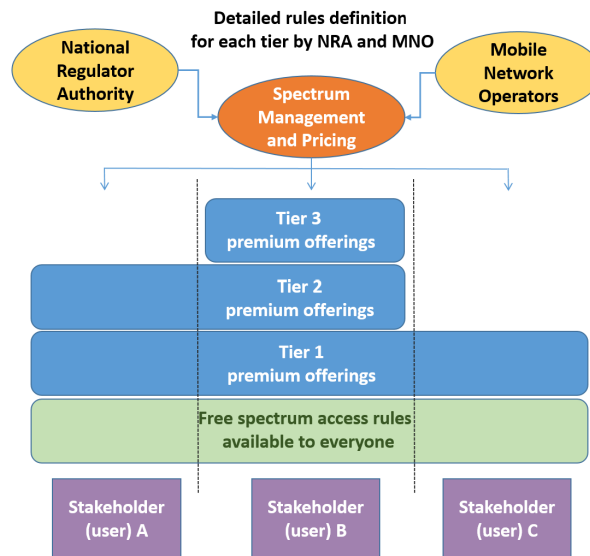 Detailed rules definition
for each tier by NRA and MNO
National
Regulator
Authority
Mobile
Network
Operators
Spectrum
Management
and Pricing
Tier 3
premium offerings
Tier 2
premium offerings
Tier 1
premium offerings
Free spectrum access rules
available to everyone
Stakeholder
(user) A
Stakeholder
(user) B
Stakeholder
(user) C